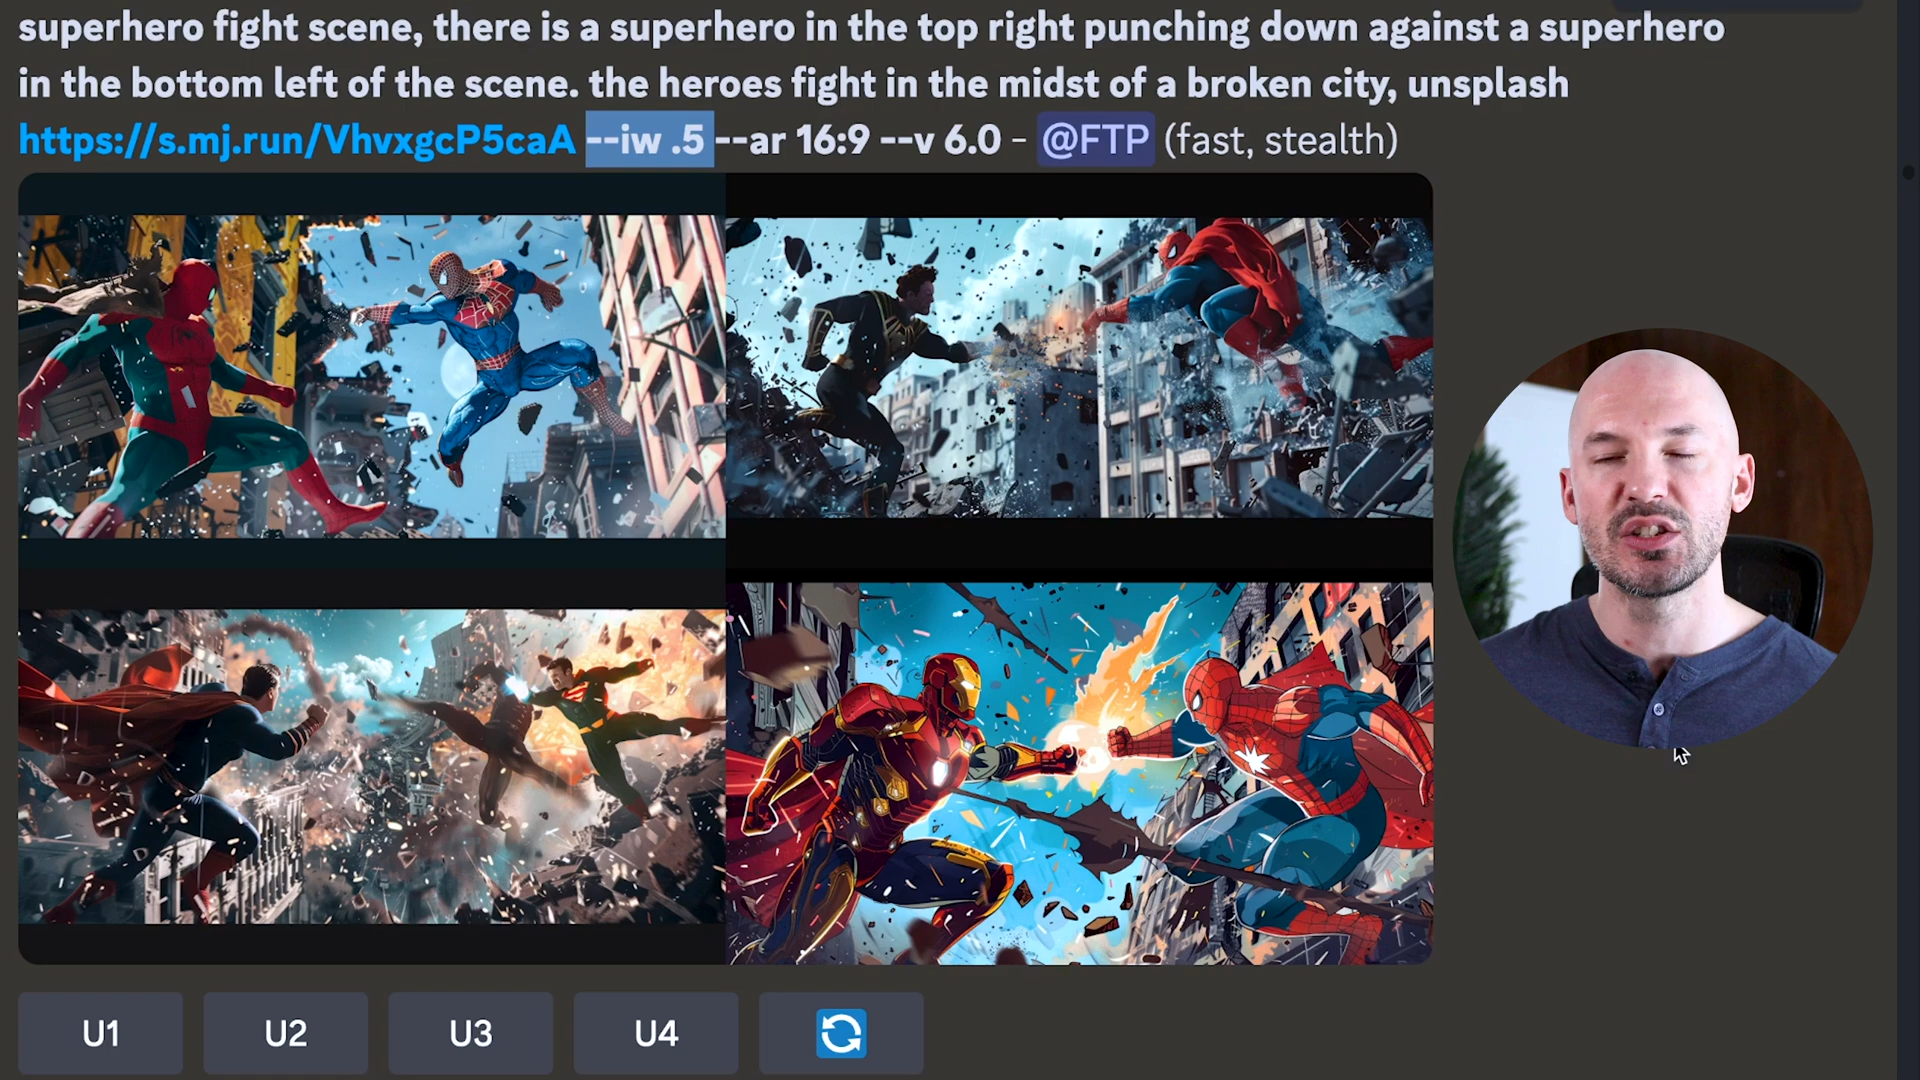 superhero fight scene, there is a superhero in the top right punching down against a superhero
in the bottom left of the scene. the heroes fight in the midst of a broken city, unsplash
https://s.mj.run/VhvxgcP5caA --iw .5 --ar 16:9 --v 6.0 - @FTP (fast, stealth)
U1 U2 U3 U4